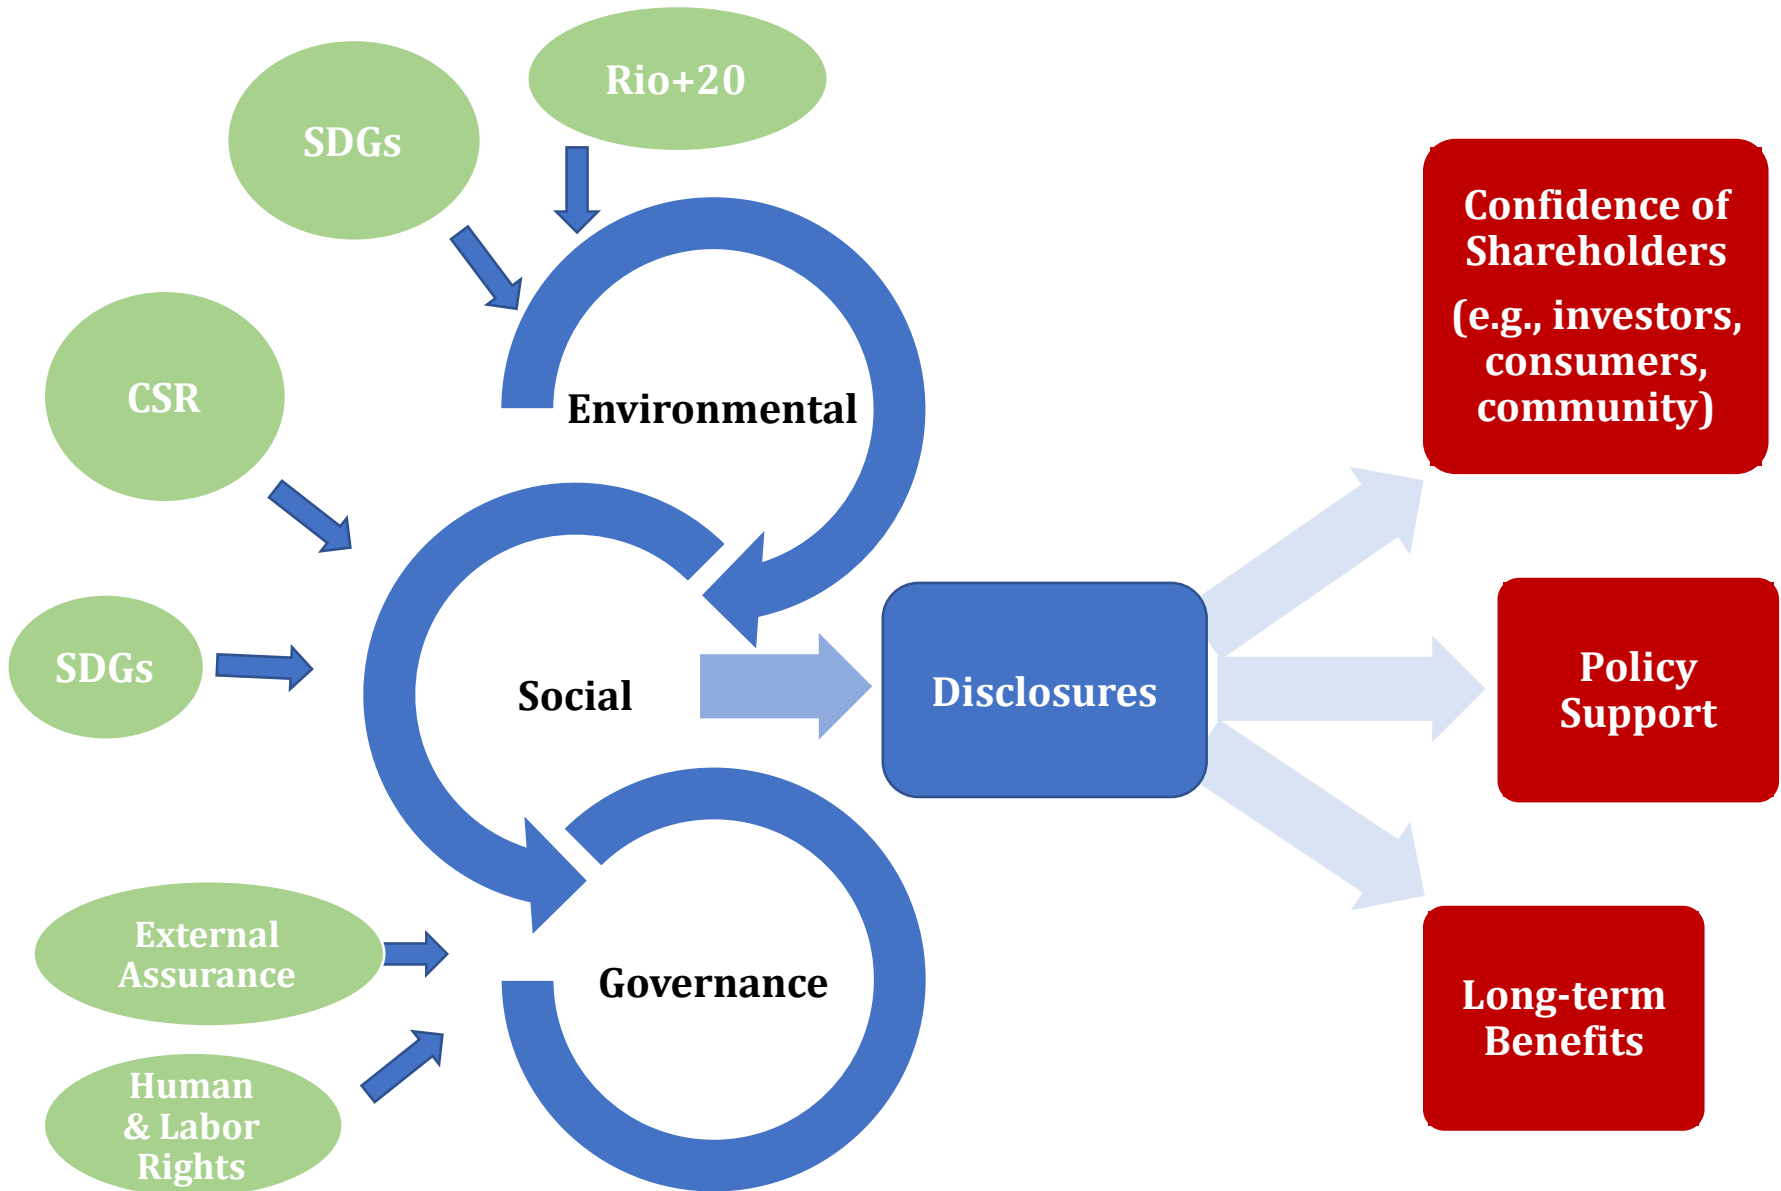 Rio+20
SDGs
CSR
SDGs
External
Assurance
Human
& Labor
Rights
Environmental
Social
Governance
Disclosures
Confidence of
Shareholders
(e.g., investors,
consumers,
community)
Policy
Support
Long-term
Benefits